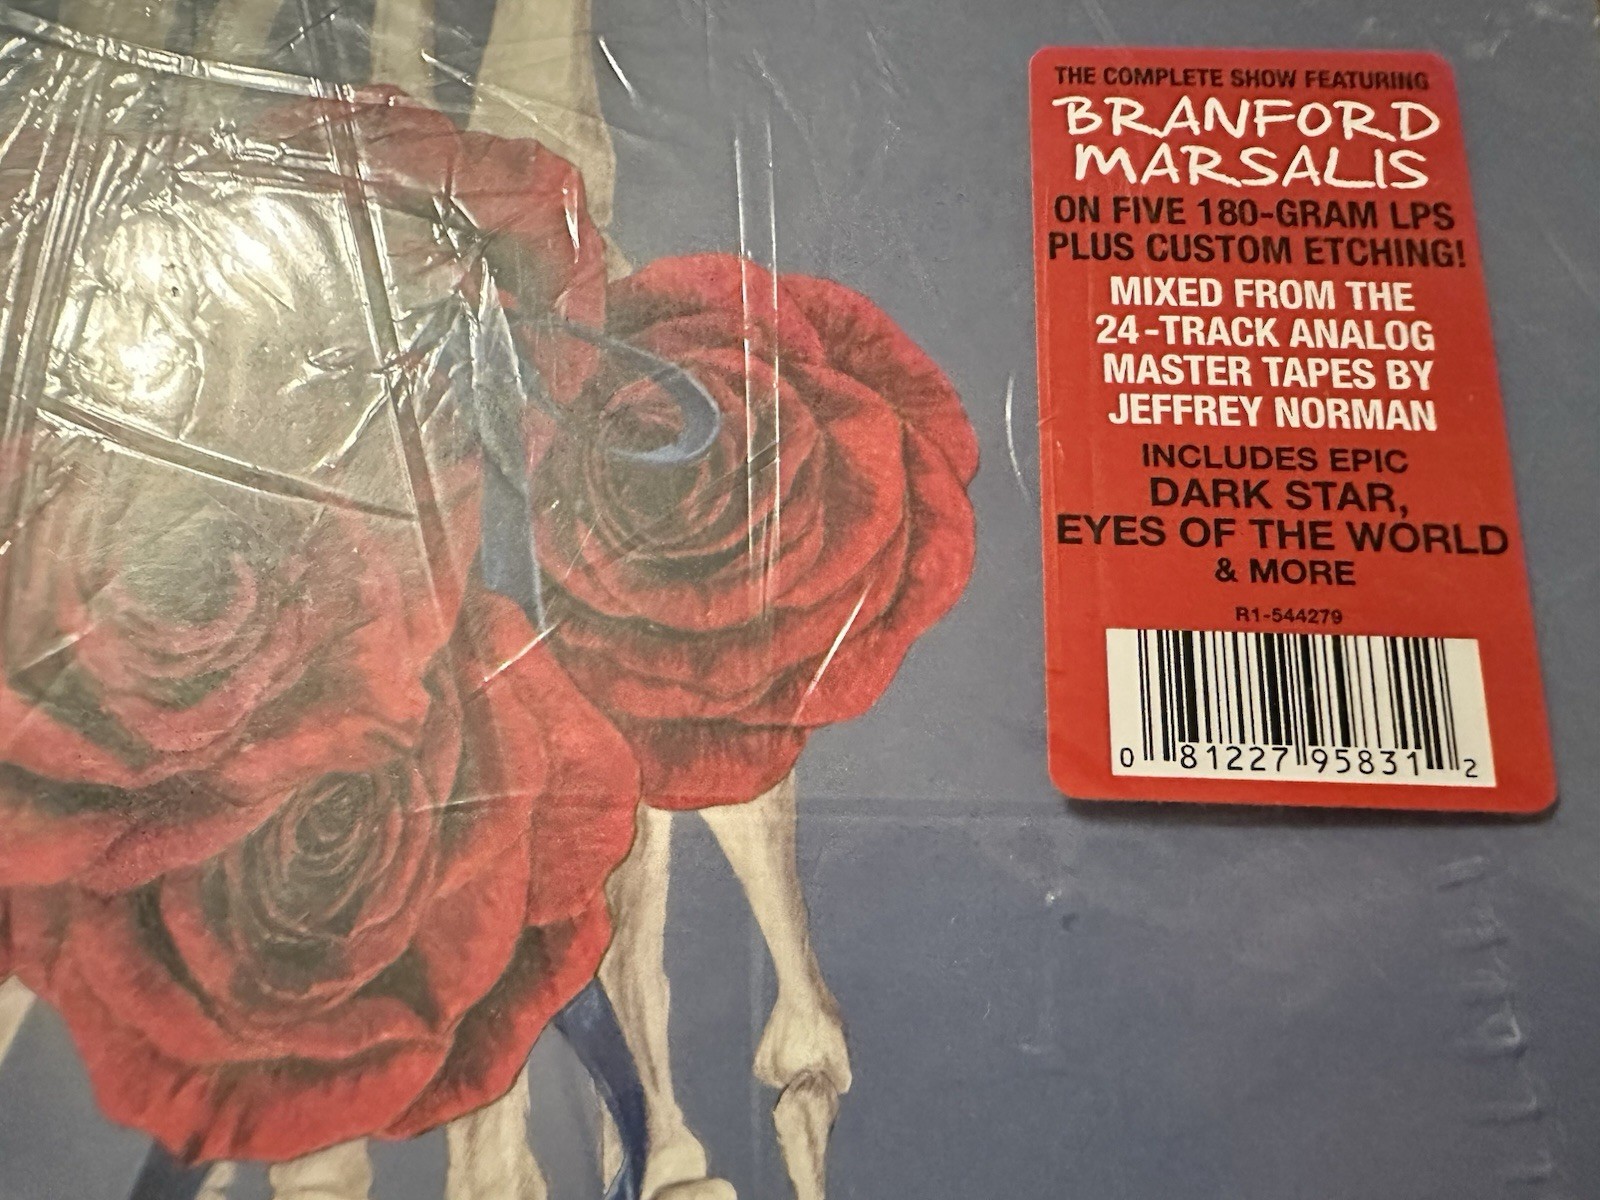 THE COMPLETE SHOW FEATURING
BRANFORD
MARSALIS
ON FIVE 180-GRAM LPS
PLUS CUSTOM ETCHING!
MIXED FROM THE
24-TRACK ANALOG
MASTER TAPES BY
JEFFREY NORMAN
INCLUDES EPIC
DARK STAR,
EYES OF THE WORLD
& MORE
R1-544279
0 81227 95831 2